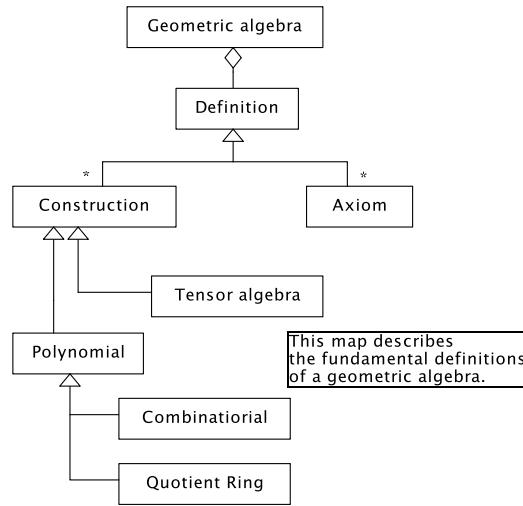 Geometric algebra
Definition
*
*
Construction
Axiom
Tensor algebra
Polynomial
This map describes
the fundamental definitions
of a geometric algebra.
Combinatiorial
Quotient Ring